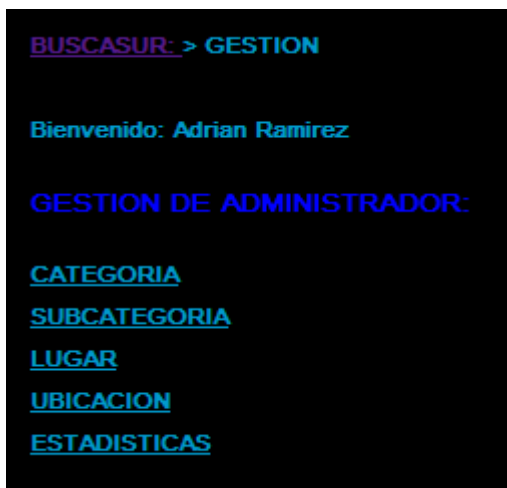 BUSCASUR: > GESTION
Bienvenido: Adrian Ramirez
GESTION DE ADMINISTRADOR:
CATEGORIA
SUBCATEGORIA
LUGAR
UBICACION
ESTADISTICAS